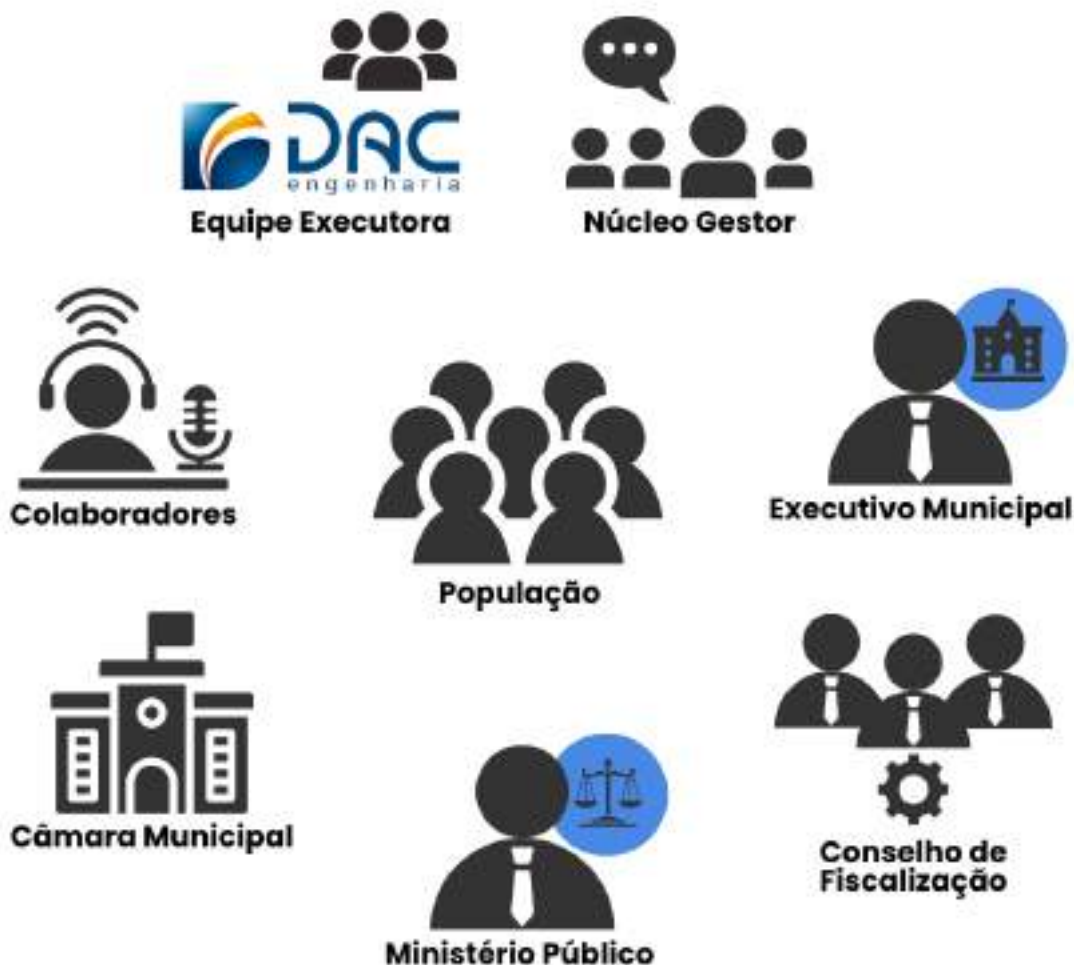 DAC
engenharia
Equipe Executora
Núcleo Gestor
Colaboradores
População
Executivo Municipal
Câmara Municipal
Conselho de
Fiscalização
Ministério Público